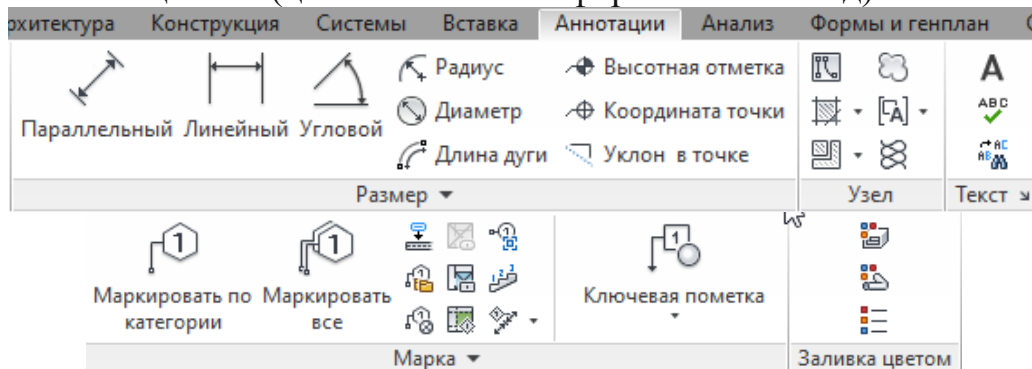 Архитектура Конструкция Системы Вставка Аннотации Анализ Формы и генплан
Параллельный Линейный Угловой
Радиус
Диаметр
Длина дуги
Высотная отметка
Координата точки
Уклон в точке
A
ABC
Размер
Узел
Текст
Маркировать по категории
Маркировать все
Ключевая пометка
Марка
Заливка цветом